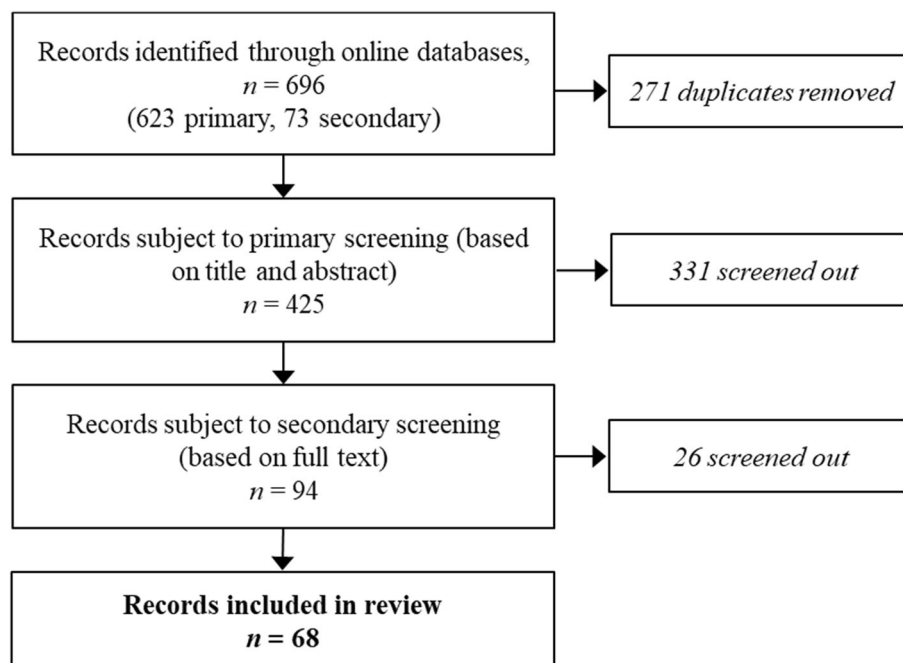 Records identified through online databases,
n = 696
(623 primary, 73 secondary)
271 duplicates removed
Records subject to primary screening (based
on title and abstract)
n = 425
331 screened out
Records subject to secondary screening
(based on full text)
n = 94
26 screened out
Records included in review
n = 68